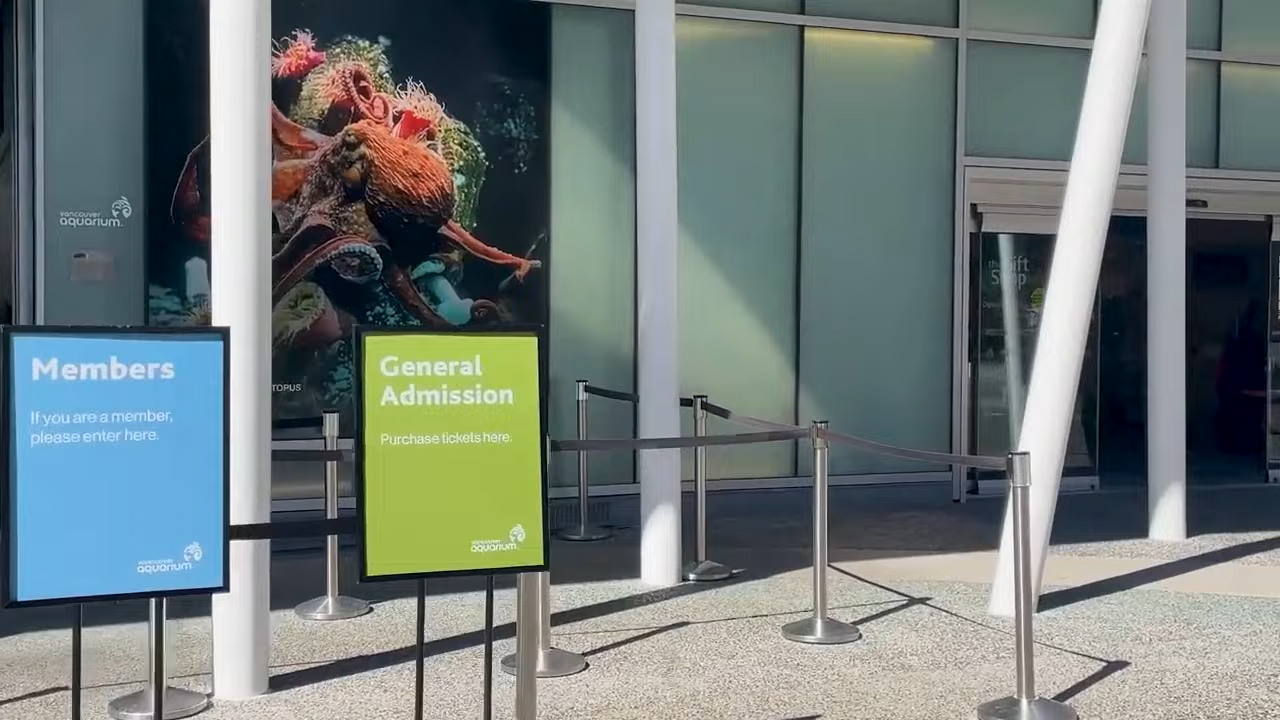 vancouver
aquarium
Members
If you are a member,
please enter here.
vancouver
aquarium
TOPUS
General
Admission
Purchase tickets here.
vancouver
aquarium
the Gift
Shop